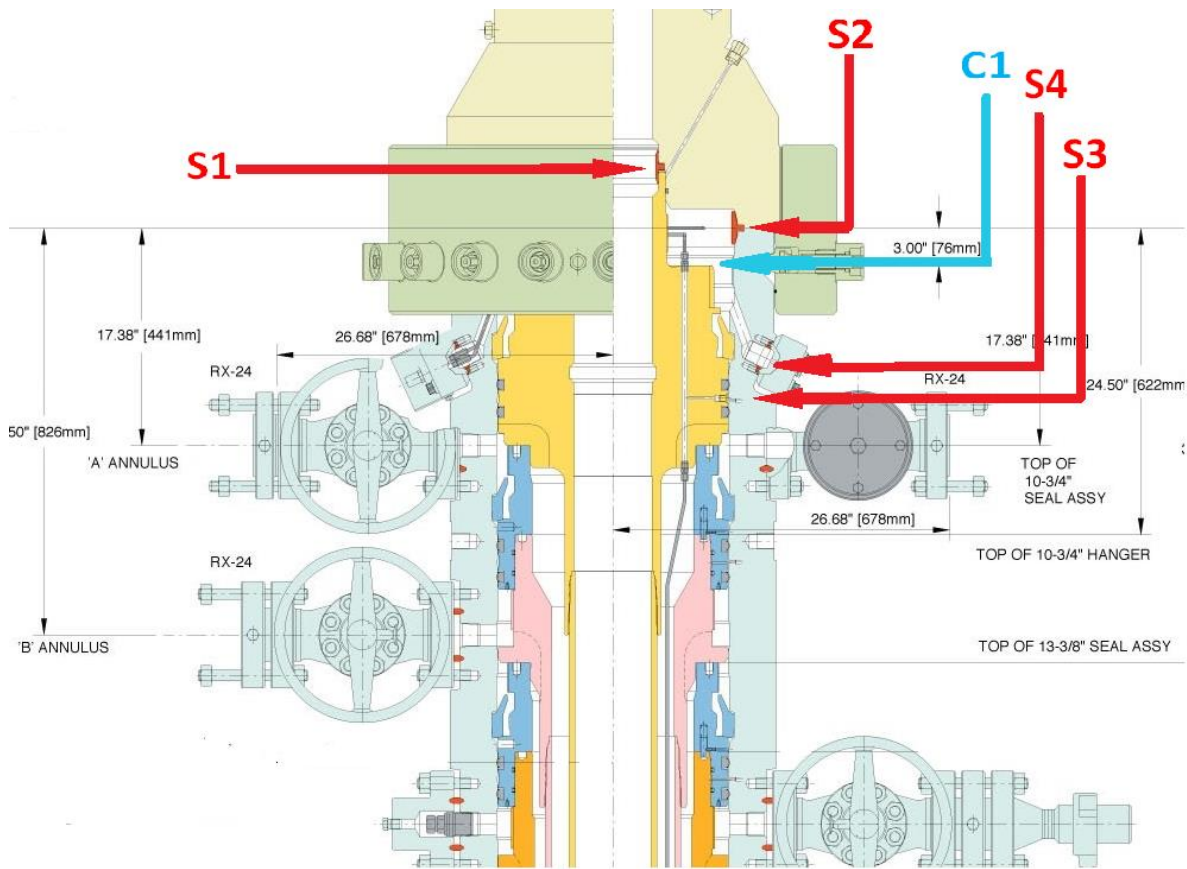 S2
C1
S4
S1
S3
3.00" [76mm]
17.38" [441mm]
26.68" [678mm]
17.38" [441mm]
RX-24
RX-24
24.50" [622mm]
50" [826mm]
'A' ANNULUS
TOP OF
10-3/4"
SEAL ASSY
26.68" [678mm]
RX-24
TOP OF 10-3/4" HANGER
'B' ANNULUS
TOP OF 13-3/8" SEAL ASSY